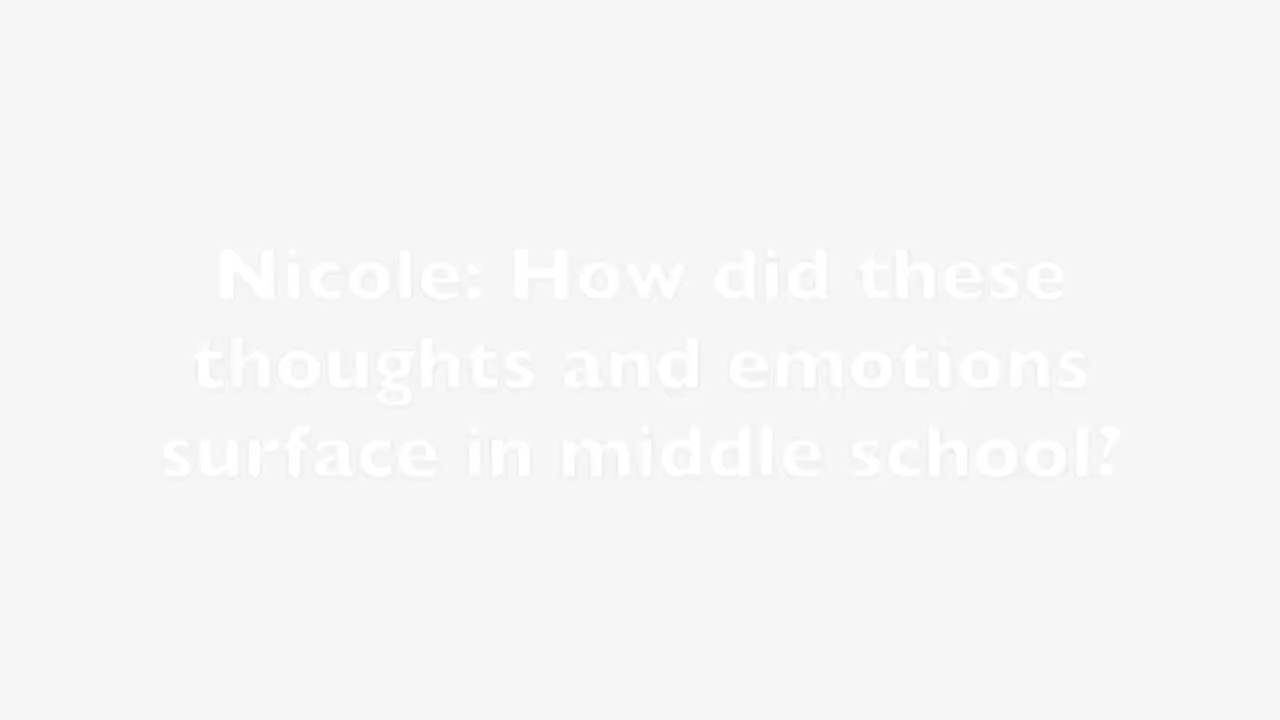 Nicole: How did these
thoughts and emotions
surface in middle school?